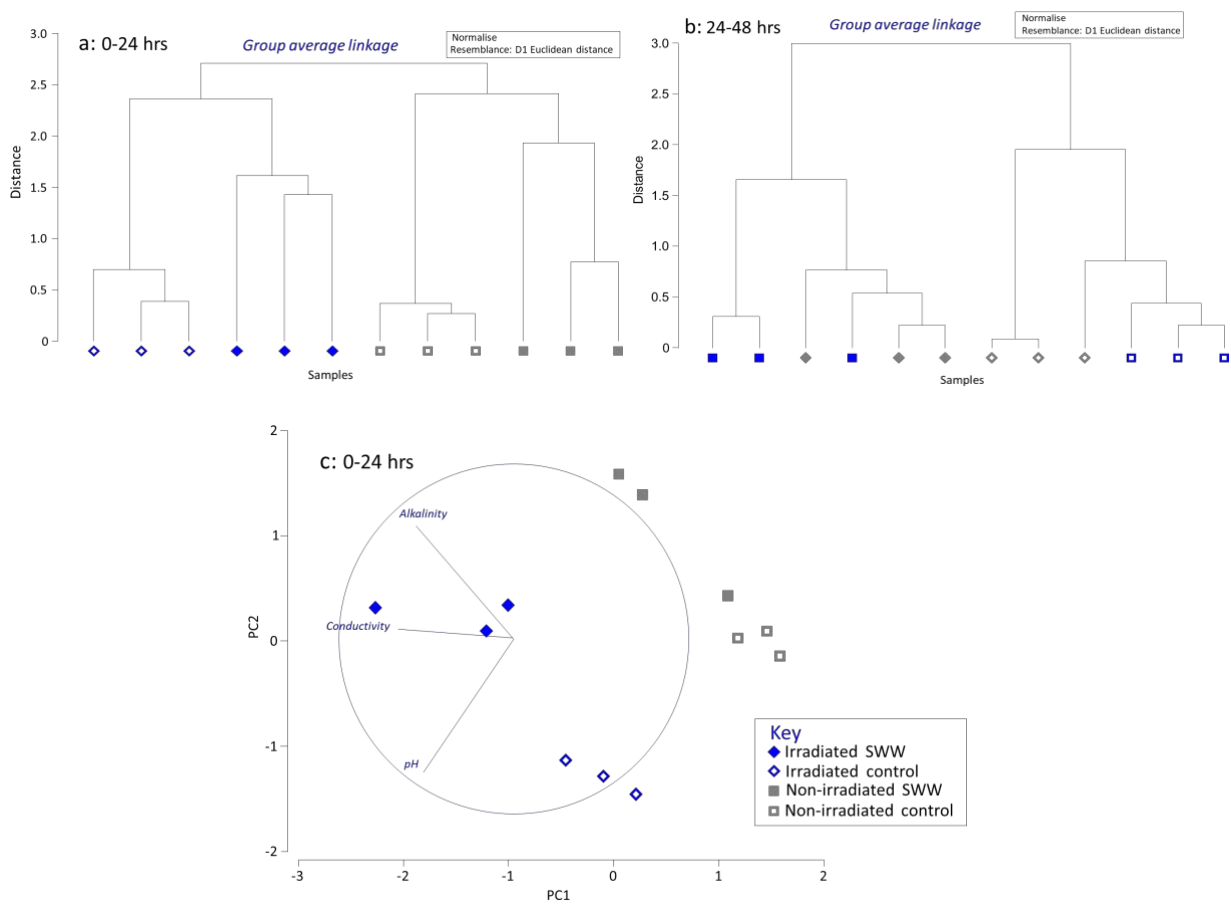 a: 0-24 hrs
Group average linkage
Normalise
Resemblance: D1 Euclidean distance
3.0
2.5
2.0
1.5
1.0
0.5
0
Distance
Samples
b: 24-48 hrs
Group average linkage
Normalise
Resemblance: D1 Euclidean distance
3.0
2.5
2.0
1.5
1.0
0.5
0
Distance
Samples
c: 0-24 hrs
2
1
0
-1
-2
PC2
Alkalinity
Conductivity
pH
-3
-2
-1
0
1
2
PC1
Key
Irradiated SWW
Irradiated control
Non-irradiated SWW
Non-irradiated control